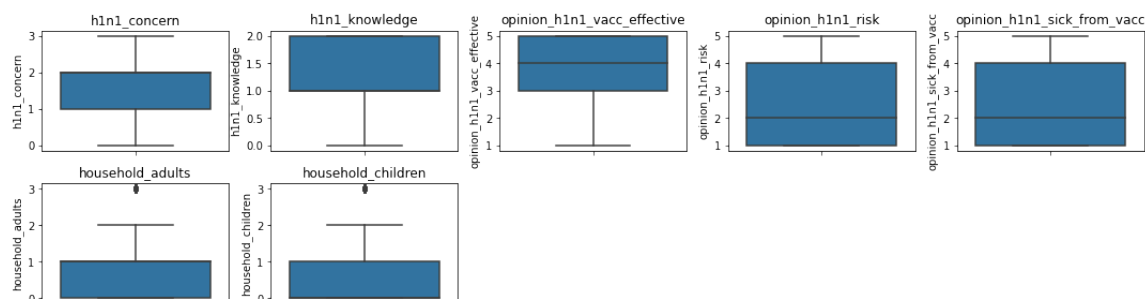 h1n1_concern
h1n1_concern
3
2
1
0
h1n1_knowledge
h1n1_knowledge
2.0
1.5
1.0
0.5
0.0
opinion_h1n1_vacc_effective
opinion_h1n1_vacc_effective
5
4
3
2
1
opinion_h1n1_risk
opinion_h1n1_risk
5
4
3
2
1
opinion_h1n1_sick_from_vacc
opinion_h1n1_sick_from_vacc
5
4
3
2
1
household_adults
household_adults
3
2
1
0
household_children
household_children
3
2
1
0